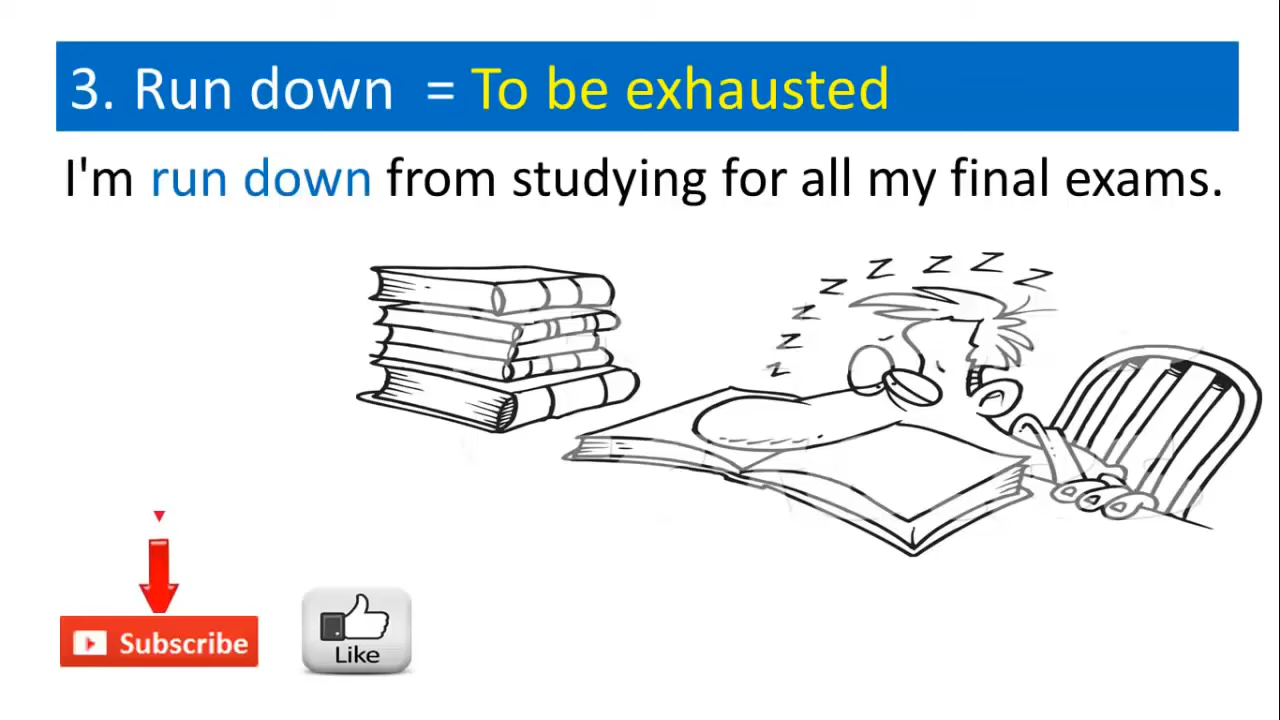 3. Run down = To be exhausted
I'm run down from studying for all my final exams.
z z z z z z z z z
Subscribe
Like